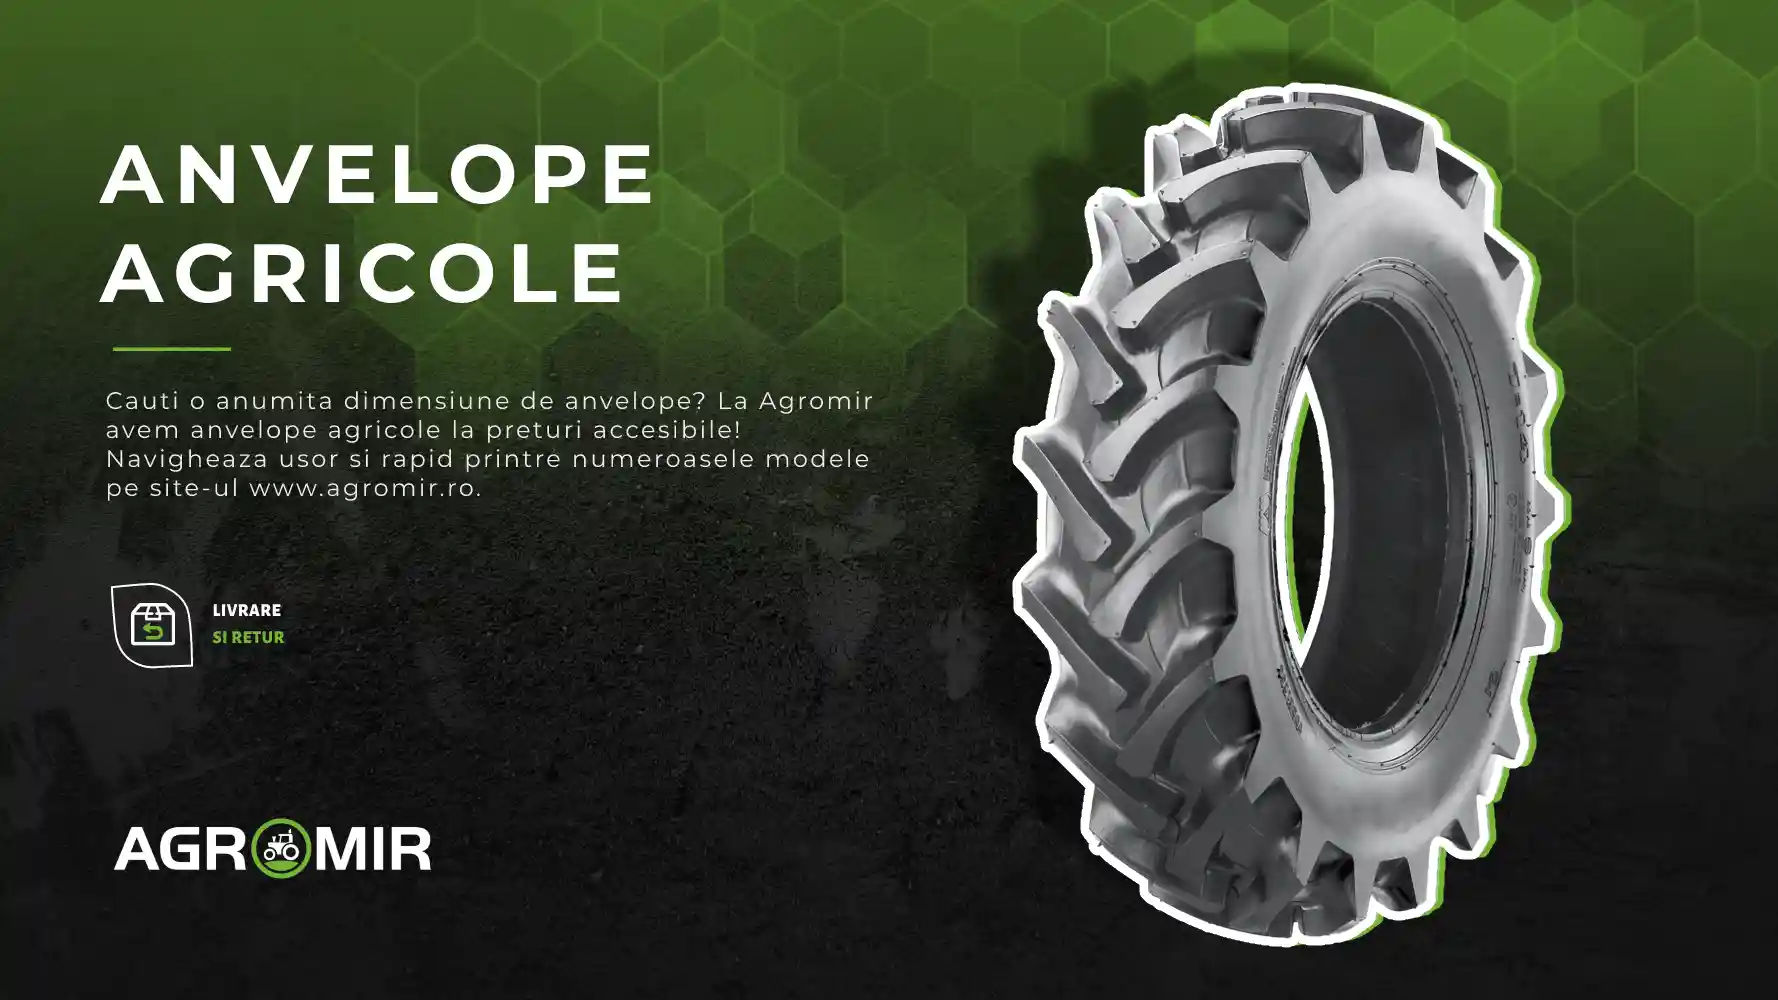 ANVELOPE
AGRICOLE
Cauti o anumita dimensiune de anvelope? La Agromir
avem anvelope agricole la preturi accesibile!
Navigheaza usor si rapid printre numeroasele modele
pe site-ul www.agromir.ro.
LIVRARE
SI RETUR
AGROMIR